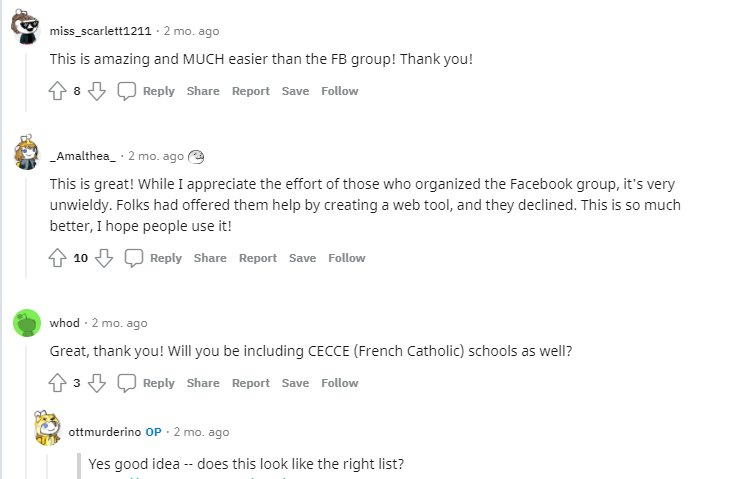 miss_scarlett1211 · 2 mo. ago
This is amazing and MUCH easier than the FB group! Thank you!
8 Reply Share Report Save Follow
_Amalthea_ · 2 mo. ago
This is great! While I appreciate the effort of those who organized the Facebook group, it's very
unwieldy. Folks had offered them help by creating a web tool, and they declined. This is so much
better, I hope people use it!
10 Reply Share Report Save Follow
whod · 2 mo. ago
Great, thank you! Will you be including CECCE (French Catholic) schools as well?
3 Reply Share Report Save Follow
ottmurderino OP · 2 mo. ago
Yes good idea -- does this look like the right list?